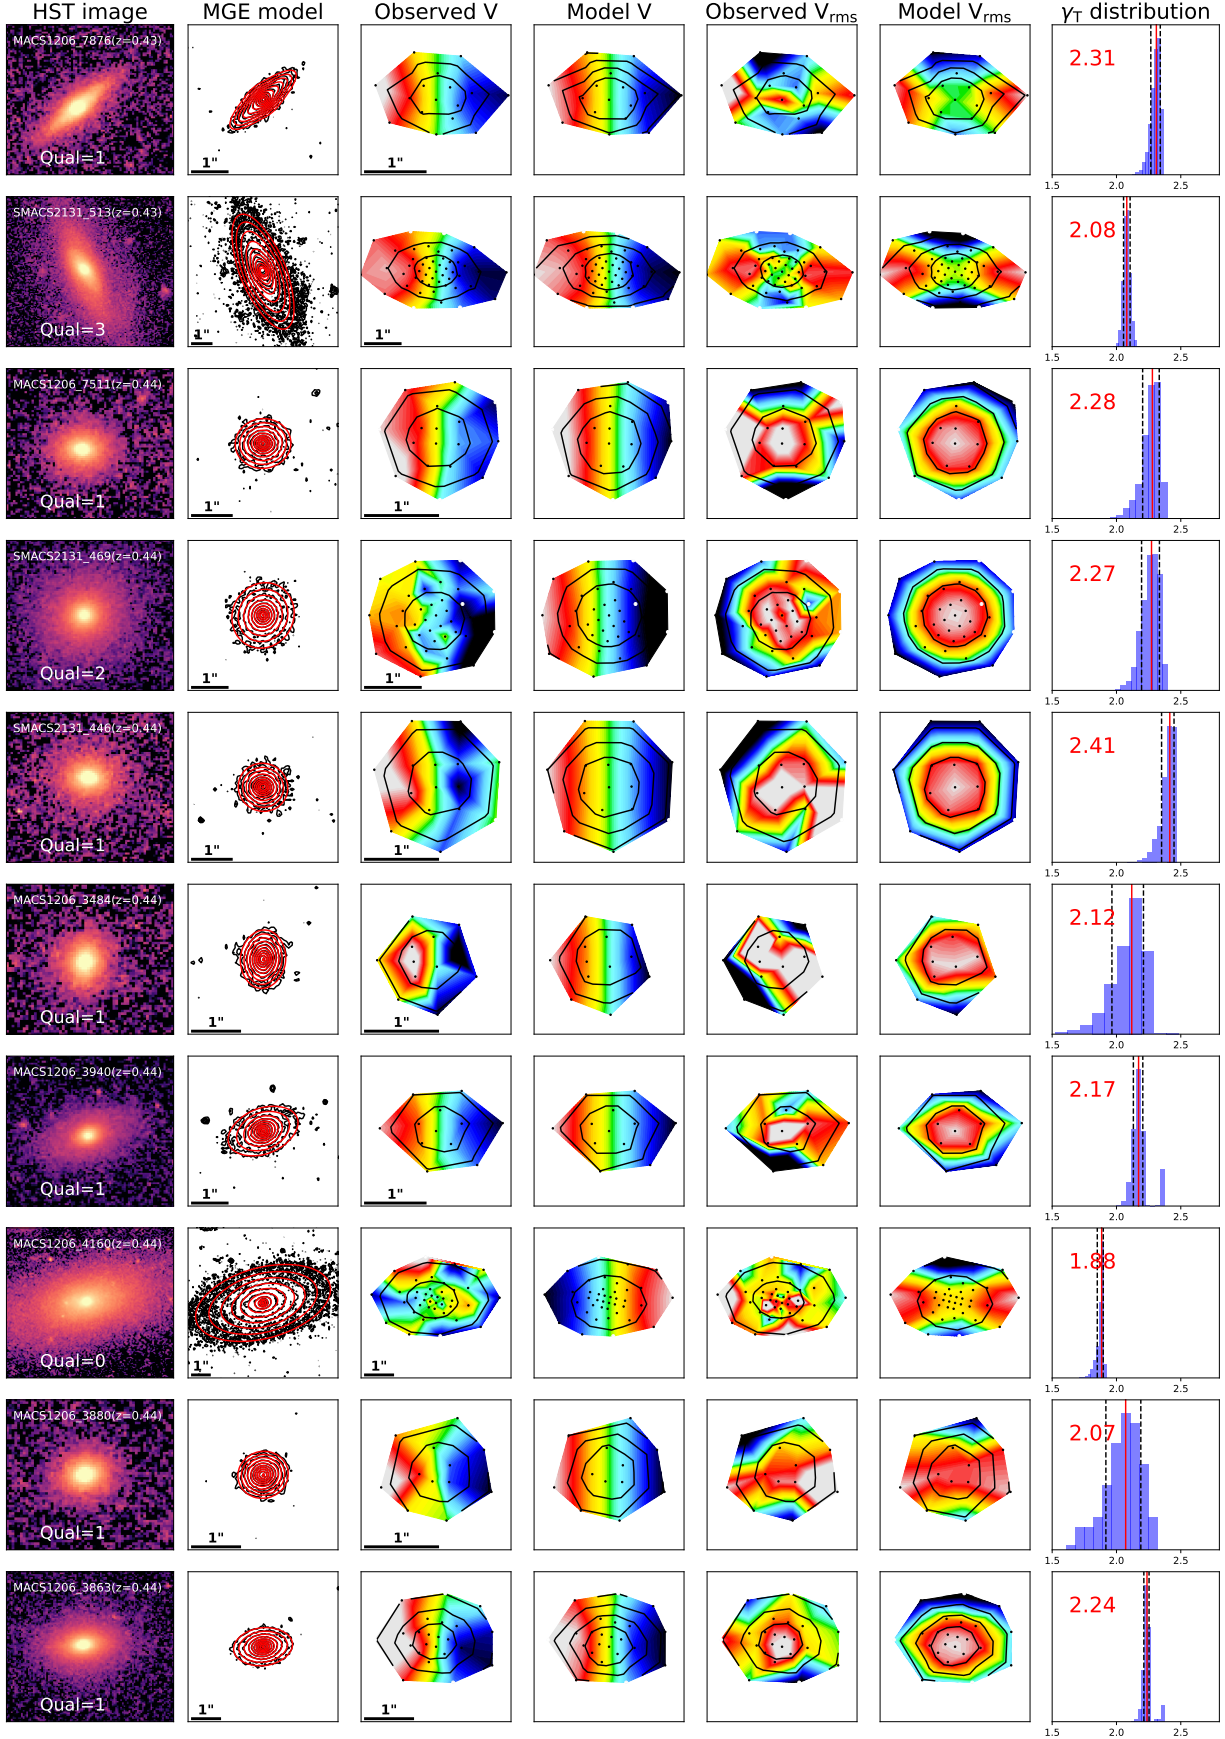 HST image MGE model Observed V Model V Observed V_rms Model V_rms γ_T distribution
MACS1206_7876(z=0.43)
2.31
Qual=1
1" 1"
1.5 2.0 2.5
SMACS2131_513(z=0.43)
2.08
Qual=3
1" 1"
1.5 2.0 2.5
MACS1206_7511(z=0.44)
2.28
Qual=1
1" 1"
1.5 2.0 2.5
SMACS2131_469(z=0.44)
2.27
Qual=2
1" 1"
1.5 2.0 2.5
SMACS2131_446(z=0.44)
2.41
Qual=1
1" 1"
1.5 2.0 2.5
MACS1206_3484(z=0.44)
2.12
Qual=1
1" 1"
1.5 2.0 2.5
MACS1206_3940(z=0.44)
2.17
Qual=1
1" 1"
1.5 2.0 2.5
MACS1206_4160(z=0.44)
1.88
Qual=0
1" 1"
1.5 2.0 2.5
MACS1206_3880(z=0.44)
2.07
Qual=1
1" 1"
1.5 2.0 2.5
MACS1206_3863(z=0.44)
2.24
Qual=1
1" 1"
1.5 2.0 2.5